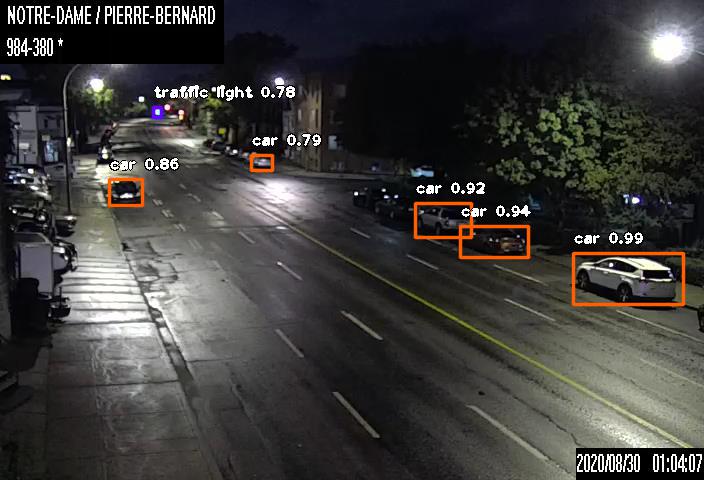 NOTRE-DAME / PIERRE-BERNARD
984-380 *
traffic light 0.78
car 0.79
car 0.86
car 0.92
car 0.94
car 0.99
2020/08/30 01:04:07